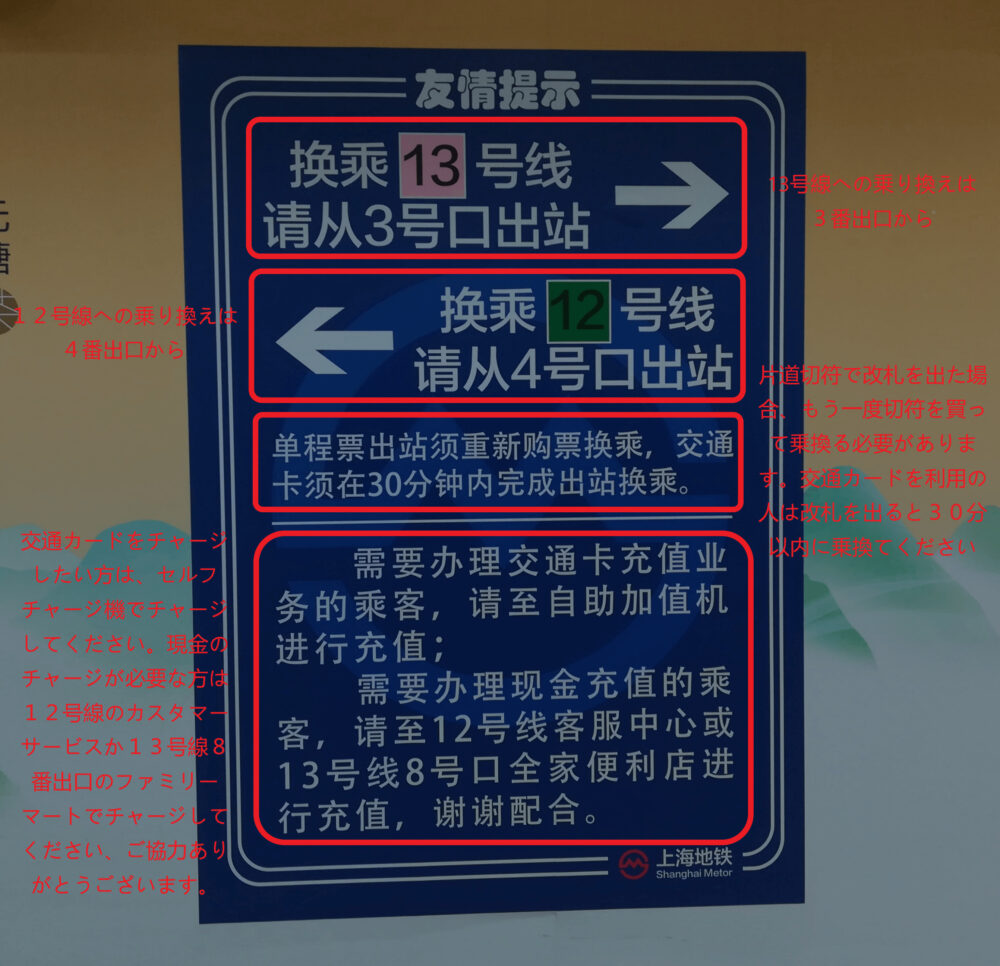 友情提示
换乘 13 号线
请从3号口出站
13号線への乗り換えは
３番出口から
换乘 12 号线
请从4号口出站
１２号線への乗り換えは
４番出口から
单程票出站须重新购票换乘，交通
卡须在30分钟内完成出站换乘。
片道切符で改札を出た場
合、もう一度切符を買っ
て乗換る必要がありま
す。交通カードを利用の
人は改札を出ると３０分
以内に乗換てください
需要办理交通卡充值业
务的乘客，请至自助加值机
进行充值；
需要办理现金充值的乘
客，请至12号线客服中心或
13号线8号口全家便利店进
行充值，谢谢配合。
交通カードをチャージ
したい方は、セルフ
チャージ機でチャージ
してください。現金の
チャージが必要な方は
１２号線のカスタマー
サービスか１３号線８
番出口のファミリー
マートでチャージして
ください、ご協力あり
がとうございます。
上海地铁
Shanghai Metor